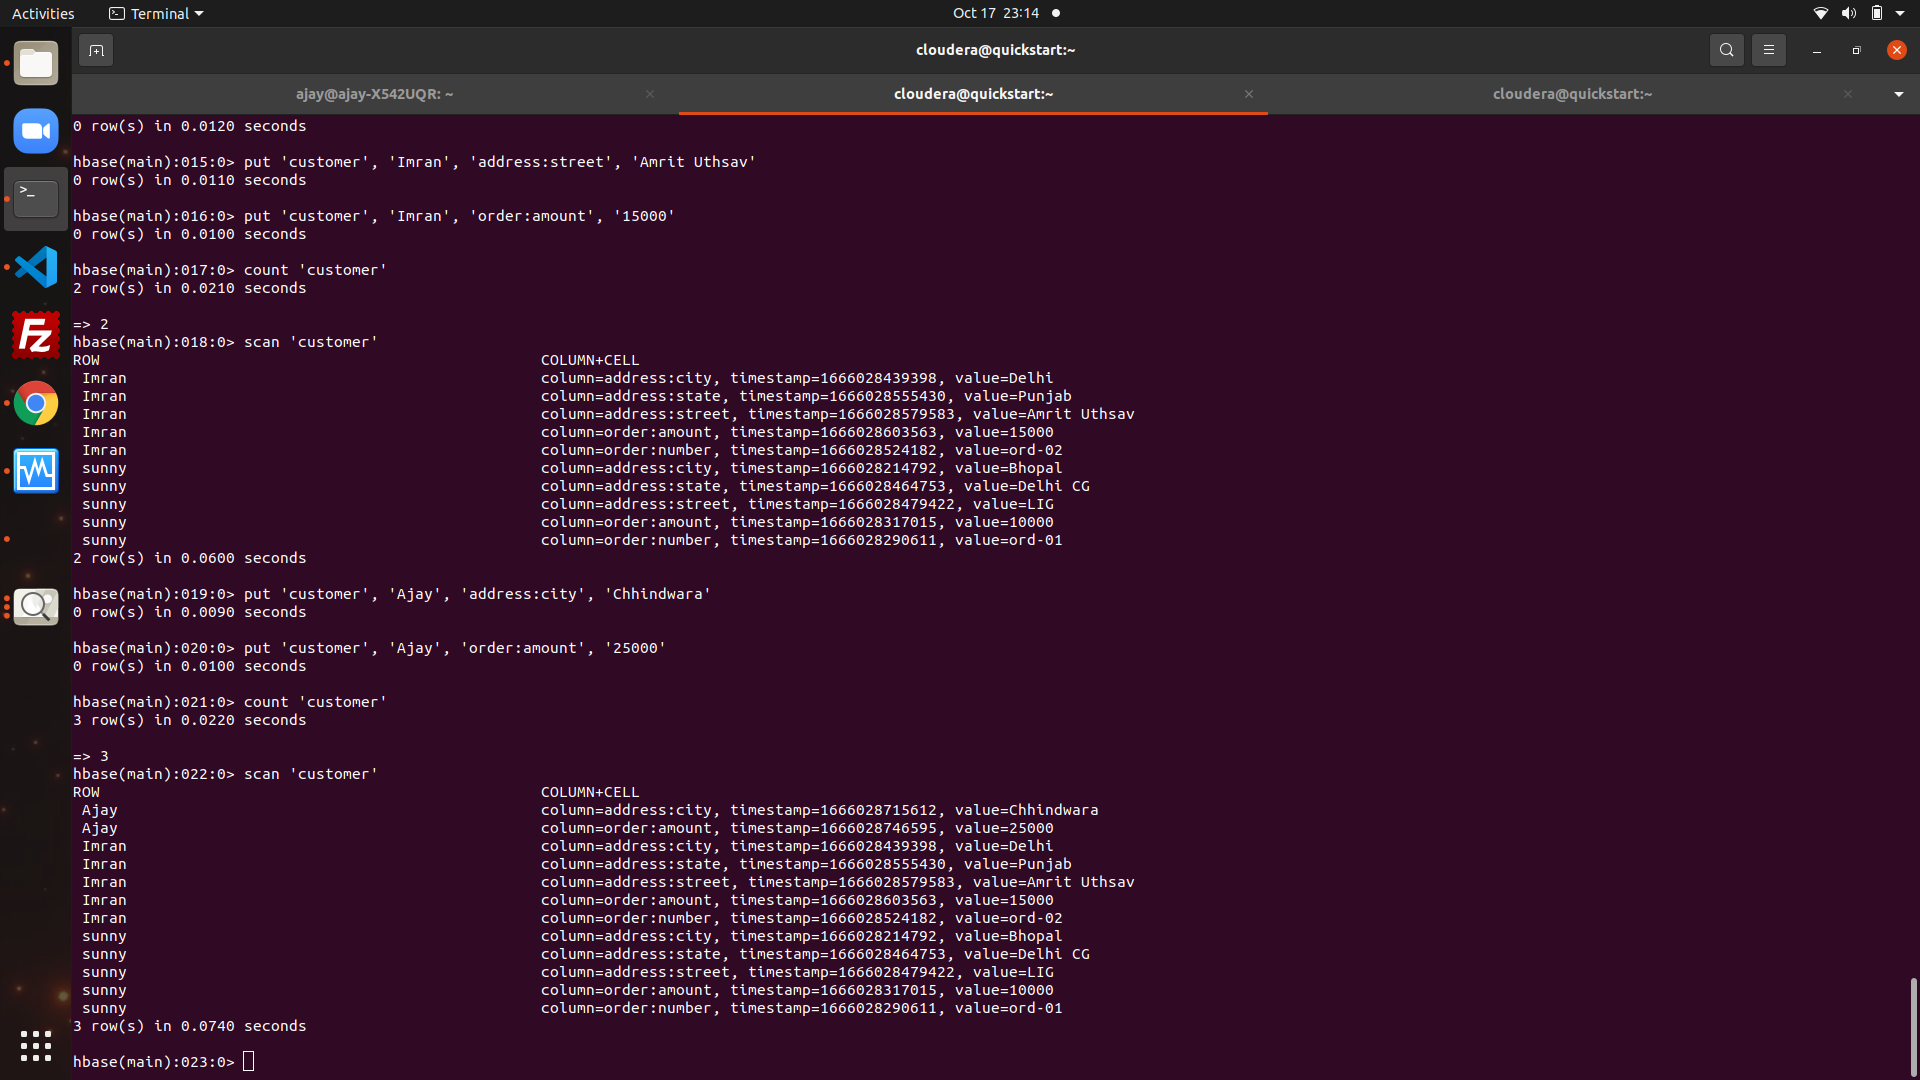 Activities
Terminal
Oct 17 23:14
cloudera@quickstart:~
ajay@ajay-X542UQR: ~
cloudera@quickstart:~
cloudera@quickstart:~
0 row(s) in 0.0120 seconds
hbase(main):015:0> put 'customer', 'Imran', 'address:street', 'Amrit Uthsav'
0 row(s) in 0.0110 seconds
hbase(main):016:0> put 'customer', 'Imran', 'order:amount', '15000'
0 row(s) in 0.0100 seconds
hbase(main):017:0> count 'customer'
2 row(s) in 0.0210 seconds
=> 2
hbase(main):018:0> scan 'customer'
ROW COLUMN+CELL
Imran column=address:city, timestamp=1666028439398, value=Delhi
Imran column=address:state, timestamp=1666028555430, value=Punjab
Imran column=address:street, timestamp=1666028579583, value=Amrit Uthsav
Imran column=order:amount, timestamp=1666028603563, value=15000
Imran column=order:number, timestamp=1666028524182, value=ord-02
sunny column=address:city, timestamp=1666028214792, value=Bhopal
sunny column=address:state, timestamp=1666028464753, value=Delhi CG
sunny column=address:street, timestamp=1666028479422, value=LIG
sunny column=order:amount, timestamp=1666028317015, value=10000
sunny column=order:number, timestamp=1666028290611, value=ord-01
2 row(s) in 0.0600 seconds
hbase(main):019:0> put 'customer', 'Ajay', 'address:city', 'Chhindwara'
0 row(s) in 0.0090 seconds
hbase(main):020:0> put 'customer', 'Ajay', 'order:amount', '25000'
0 row(s) in 0.0100 seconds
hbase(main):021:0> count 'customer'
3 row(s) in 0.0220 seconds
=> 3
hbase(main):022:0> scan 'customer'
ROW COLUMN+CELL
Ajay column=address:city, timestamp=1666028715612, value=Chhindwara
Ajay column=order:amount, timestamp=1666028746595, value=25000
Imran column=address:city, timestamp=1666028439398, value=Delhi
Imran column=address:state, timestamp=1666028555430, value=Punjab
Imran column=address:street, timestamp=1666028579583, value=Amrit Uthsav
Imran column=order:amount, timestamp=1666028603563, value=15000
Imran column=order:number, timestamp=1666028524182, value=ord-02
sunny column=address:city, timestamp=1666028214792, value=Bhopal
sunny column=address:state, timestamp=1666028464753, value=Delhi CG
sunny column=address:street, timestamp=1666028479422, value=LIG
sunny column=order:amount, timestamp=1666028317015, value=10000
sunny column=order:number, timestamp=1666028290611, value=ord-01
3 row(s) in 0.0740 seconds
hbase(main):023:0>